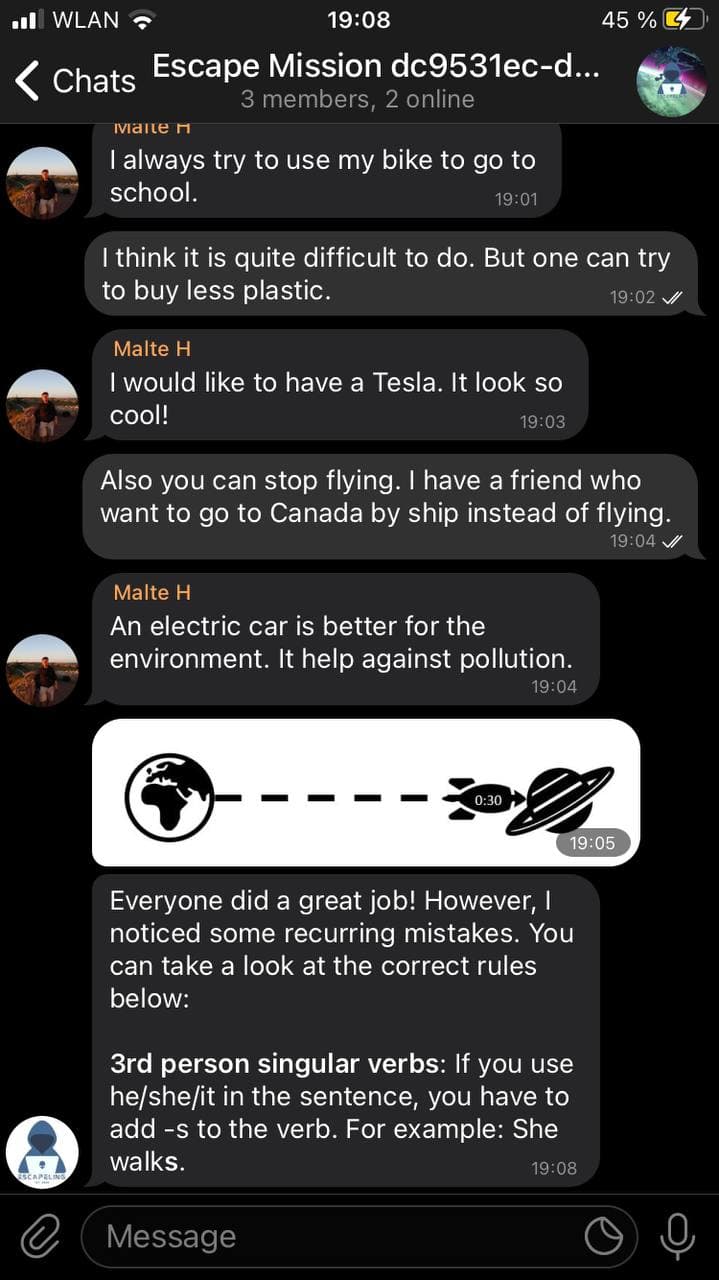 WLAN 19:08 45 %
Chats Escape Mission dc9531ec-d...
3 members, 2 online
Malte H
I always try to use my bike to go to
school. 19:01
I think it is quite difficult to do. But one can try
to buy less plastic. 19:02
Malte H
I would like to have a Tesla. It look so
cool! 19:03
Also you can stop flying. I have a friend who
want to go to Canada by ship instead of flying.
19:04
Malte H
An electric car is better for the
environment. It help against pollution.
19:04
0:30
19:05
Everyone did a great job! However, I
noticed some recurring mistakes. You
can take a look at the correct rules
below:
3rd person singular verbs: If you use
he/she/it in the sentence, you have to
add -s to the verb. For example: She
walks. 19:08
ESCAPELING
Message